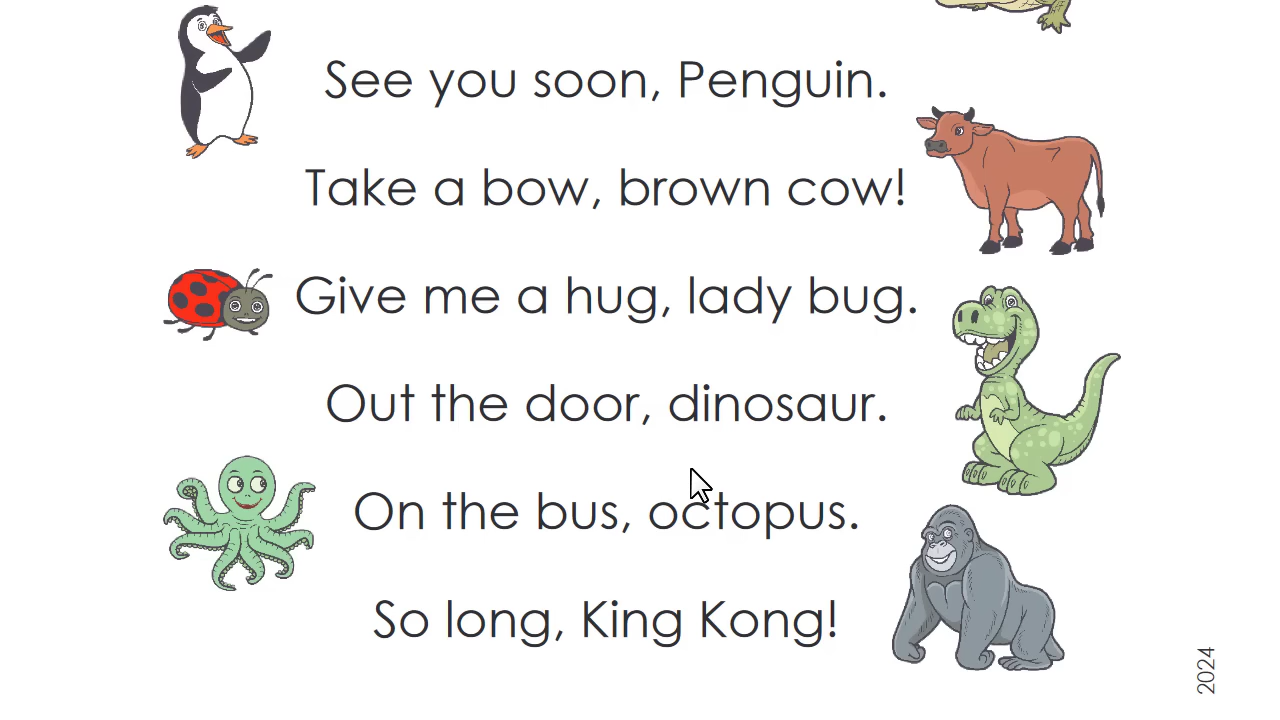 See you soon, Penguin.
Take a bow, brown cow!
Give me a hug, lady bug.
Out the door, dinosaur.
On the bus, octopus.
So long, King Kong!
2024